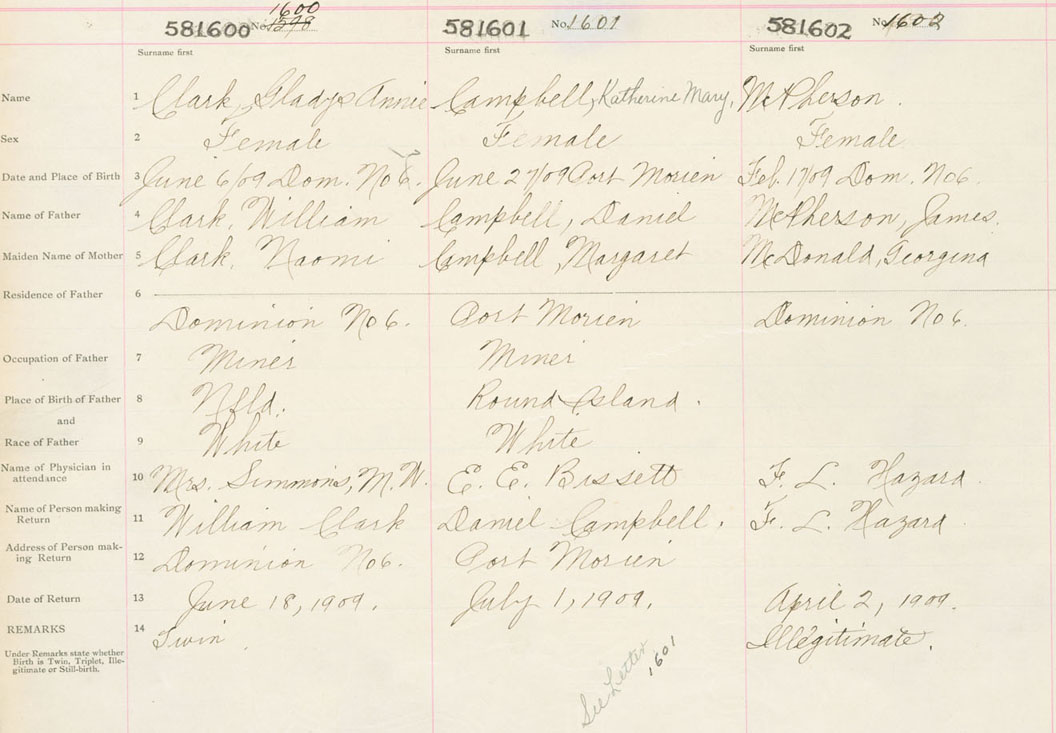 581600 No. 1598 1600 581601 No. 1601 581602 No. 1602
Surname first Surname first Surname first
Name 1 Clark, Gladys Annie Campbell, Katherine Mary, McPherson.
Sex 2 Female Female Female
Date and Place of Birth 3 June 6/09 Dom. No 6. June 27/09 Port Morien Feb. 17/09 Dom. No 6.
Name of Father 4 Clark, William Campbell, Daniel McPherson, James.
Maiden Name of Mother 5 Clark, Naomi Campbell, Margaret McDonald, Georgina
Residence of Father 6
Dominion No 6. Port Morien Dominion No 6.
Occupation of Father 7 Miner Miner
Place of Birth of Father 8 Nfld. Round Island.
and
Race of Father 9 White White
Name of Physician in
attendance 10 Mrs. Simmons, M.W. E. E. Bissett F. L. Hazard.
Name of Person making
Return 11 William Clark Daniel Campbell. F. L. Hazard
Address of Person mak-
ing Return 12 Dominion No 6. Port Morien
Date of Return 13 June 18, 1909. July 1, 1909. April 2, 1909.
REMARKS 14 Twin. Illegitimate.
Under Remarks state whether
Birth is Twin, Triplet, Ille-
gitimate or Still-birth.
See Letter
1601